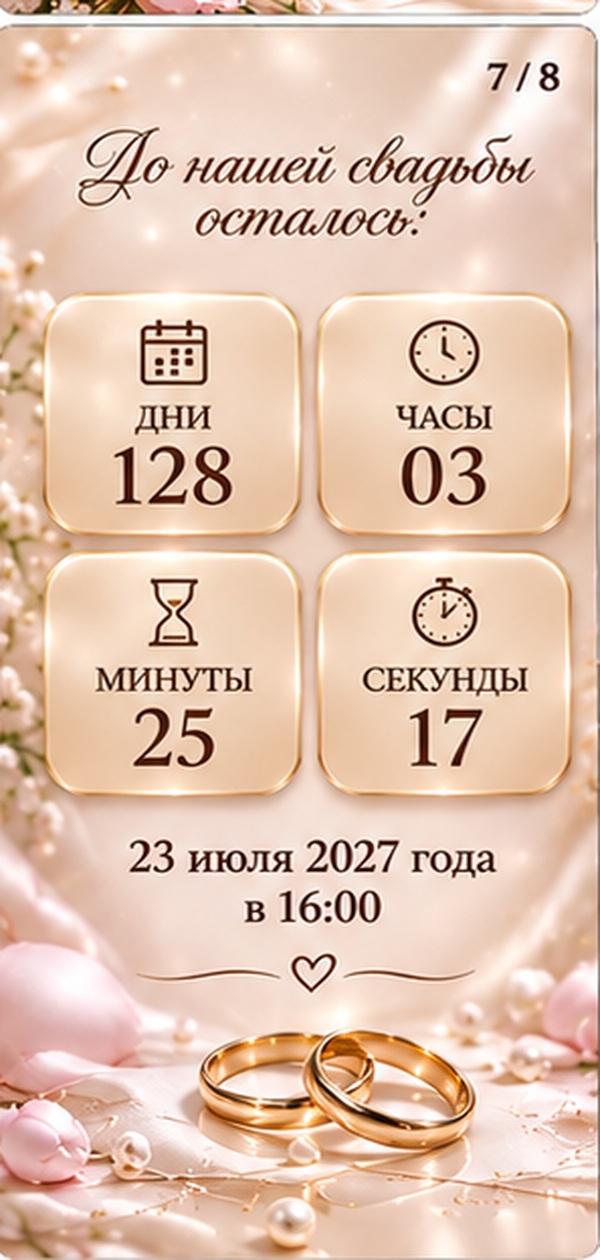 7 / 8
До нашей свадьбы
осталось:
ДНИ
128
ЧАСЫ
03
МИНУТЫ
25
СЕКУНДЫ
17
23 июля 2027 года
в 16:00